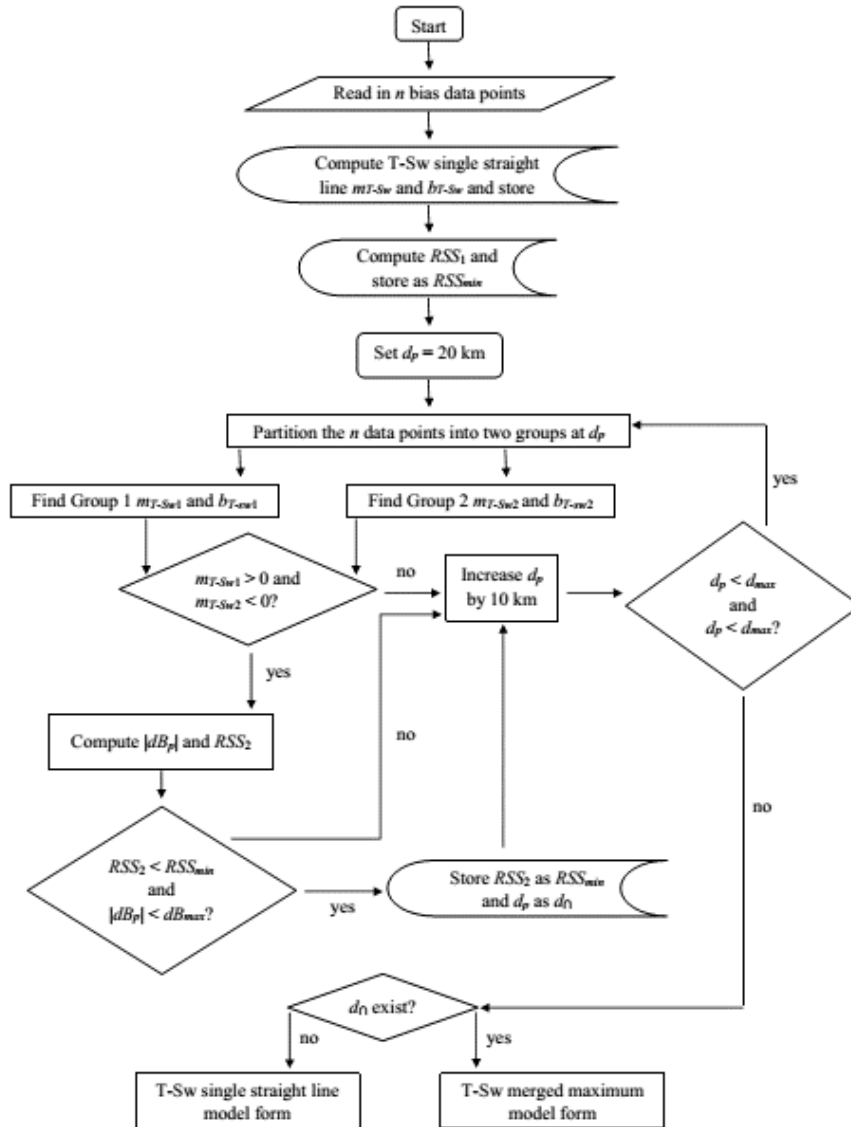 Start
Read in n bias data points
Compute T-Sw single straight
line mT-Sw and bT-Sw and store
Compute RSS1 and
store as RSSmin
Set dp = 20 km
Partition the n data points into two groups at dp
yes
Find Group 1 mT-Sw1 and bT-sw1
Find Group 2 mT-Sw2 and bT-sw2
mT-Sw1 > 0 and
mT-Sw2 < 0?
no
Increase dp
by 10 km
dp < dmax
and
dp < dmax?
yes
Compute |dBp| and RSS2
no
no
RSS2 < RSSmin
and
|dBp| < dBmax?
yes
Store RSS2 as RSSmin
and dp as d∩
d∩ exist?
no
yes
T-Sw single straight line
model form
T-Sw merged maximum
model form